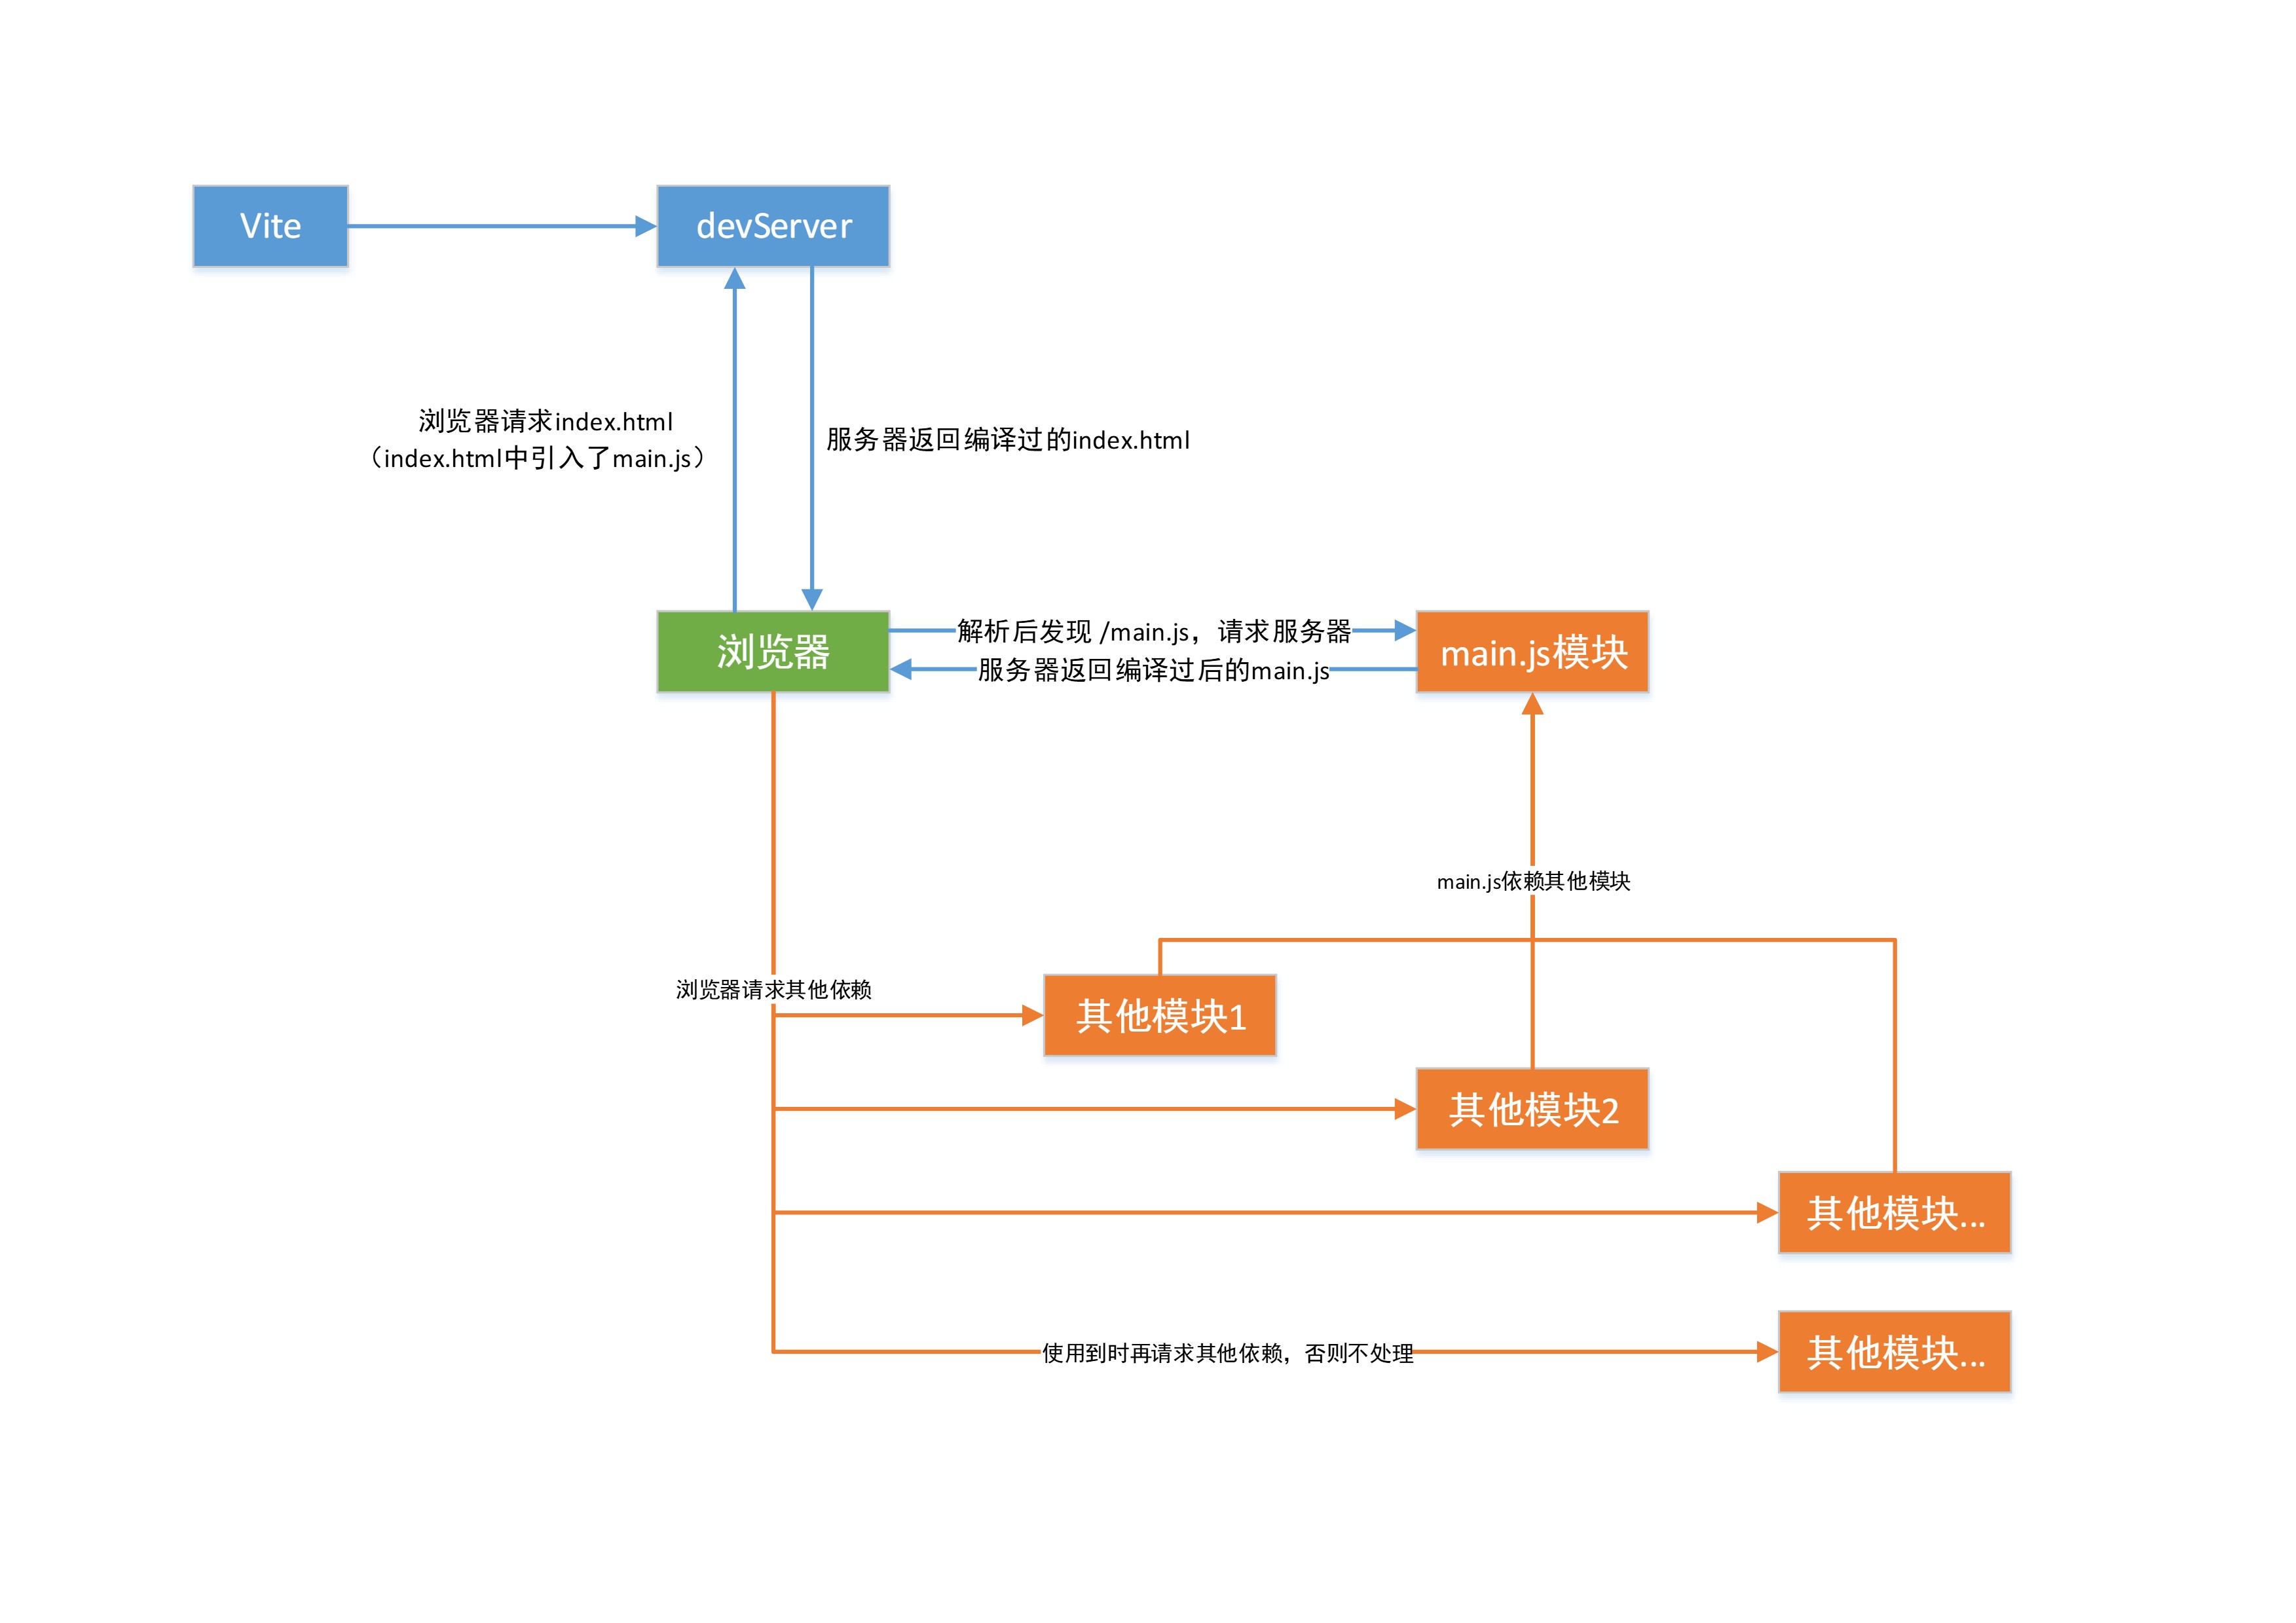 Vite
devServer
浏览器请求index.html
（index.html中引入了main.js）
服务器返回编译过的index.html
浏览器
解析后发现 /main.js，请求服务器
服务器返回编译过后的main.js
main.js模块
main.js依赖其他模块
浏览器请求其他依赖
其他模块1
其他模块2
其他模块...
使用到时再请求其他依赖，否则不处理
其他模块...